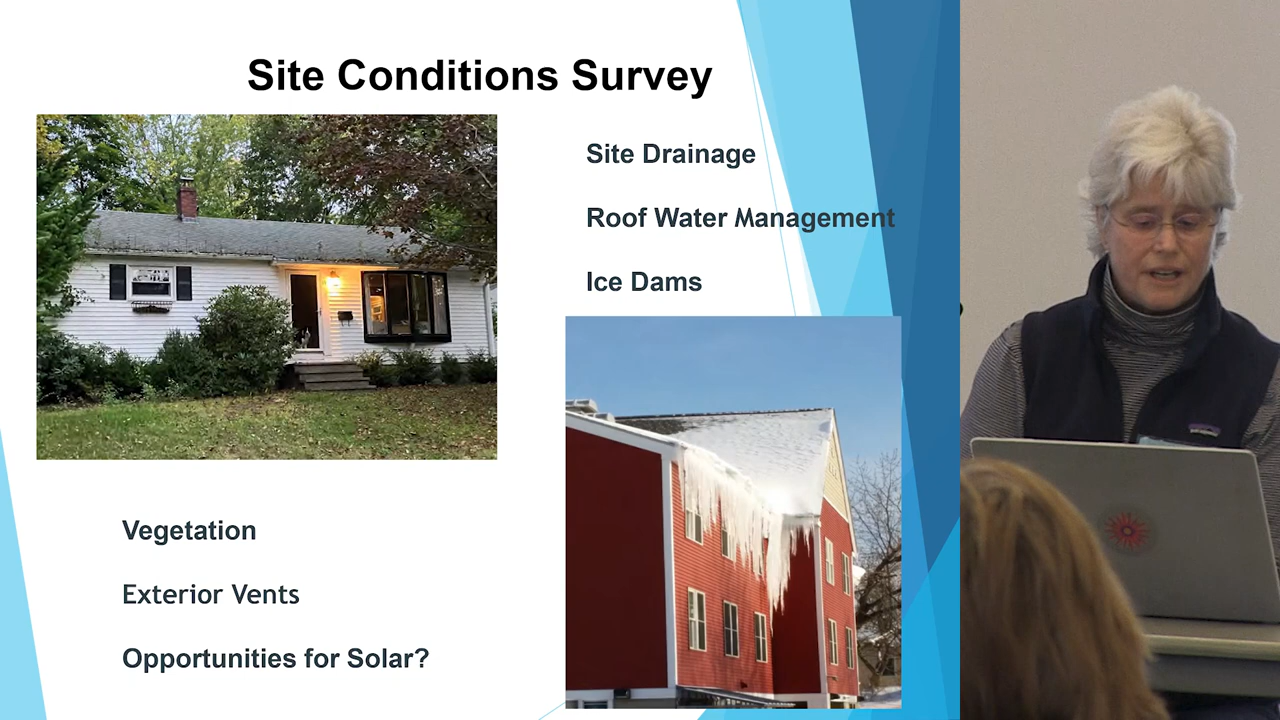 Site Conditions Survey
Site Drainage
Roof Water Management
Ice Dams
Vegetation
Exterior Vents
Opportunities for Solar?